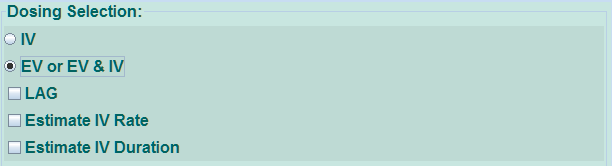 Dosing Selection:
IV
EV or EV & IV
LAG
Estimate IV Rate
Estimate IV Duration